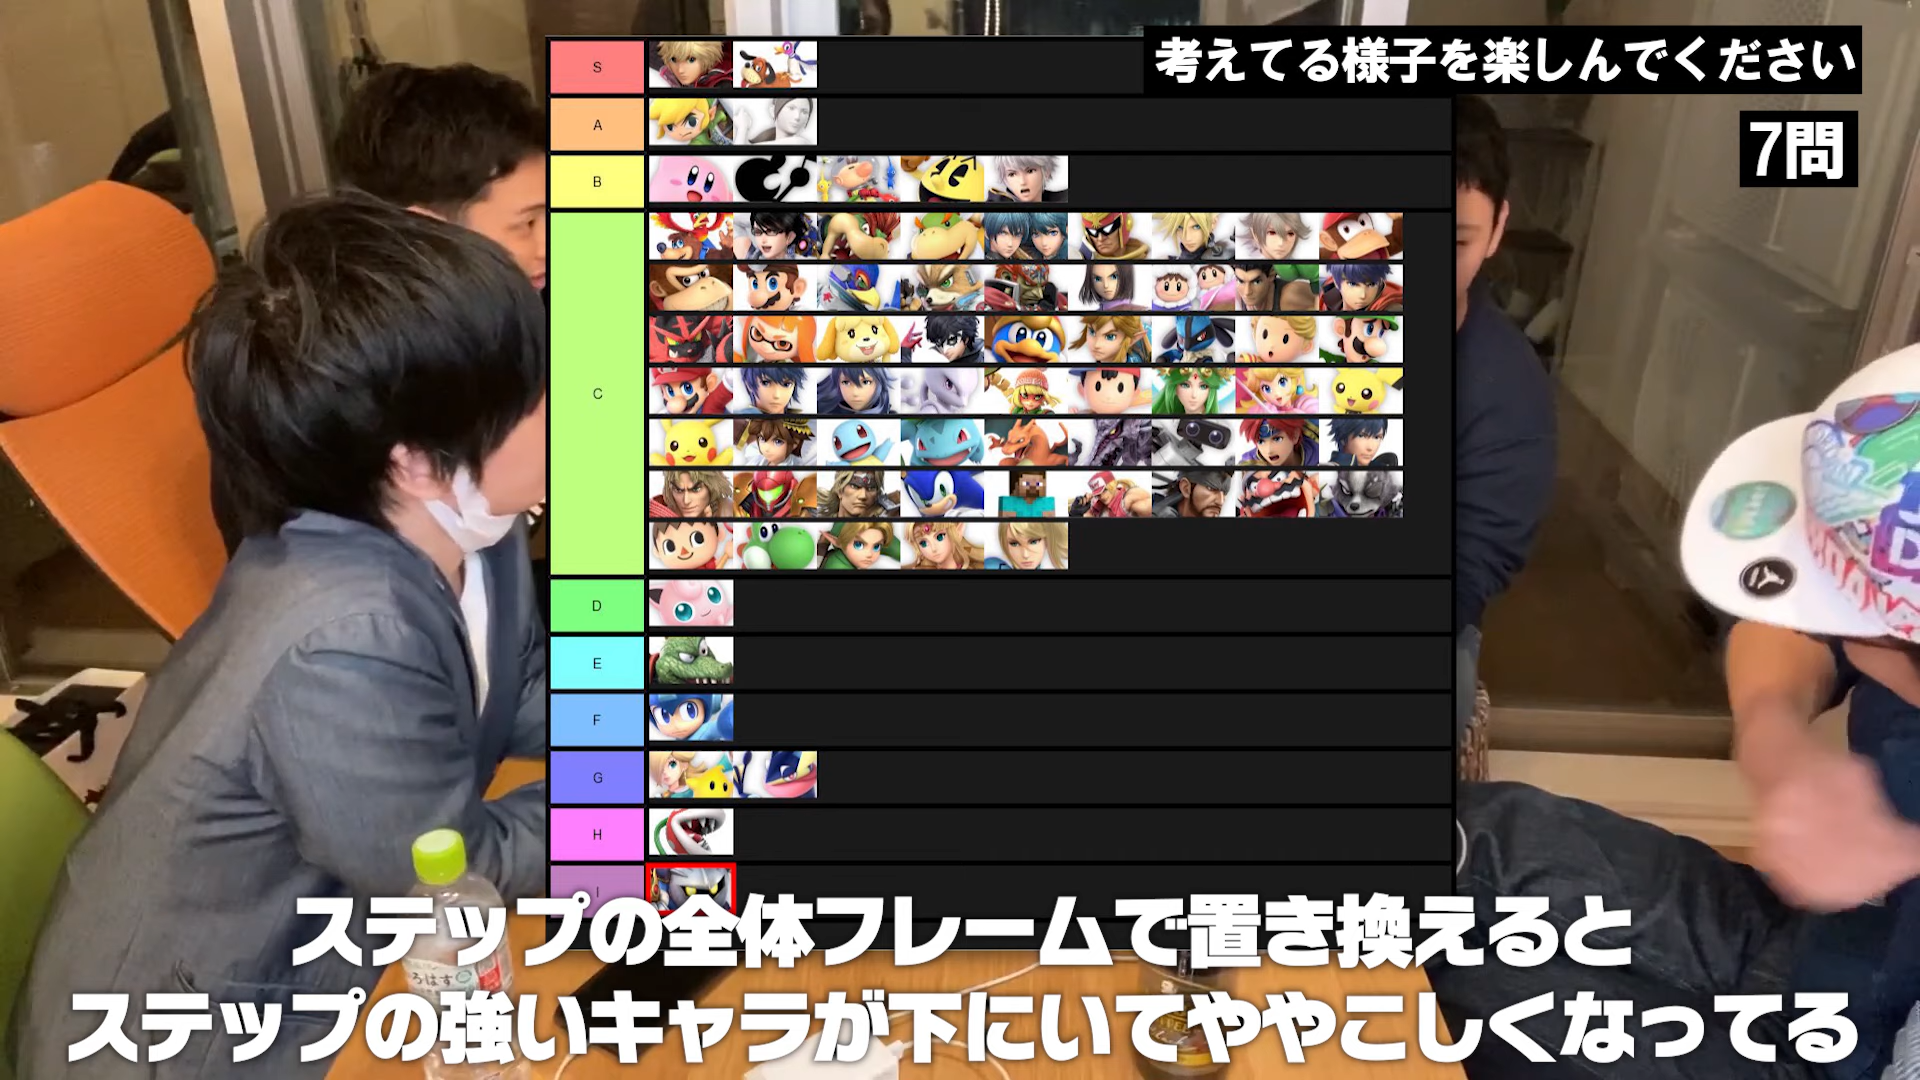 考えてる様子を楽しんでください
7問
S
A
B
C
D
E
F
G
H
I
ろはす
ステップの全体フレームで置き換えると
ステップの強いキャラが下にいてややこしくなってる